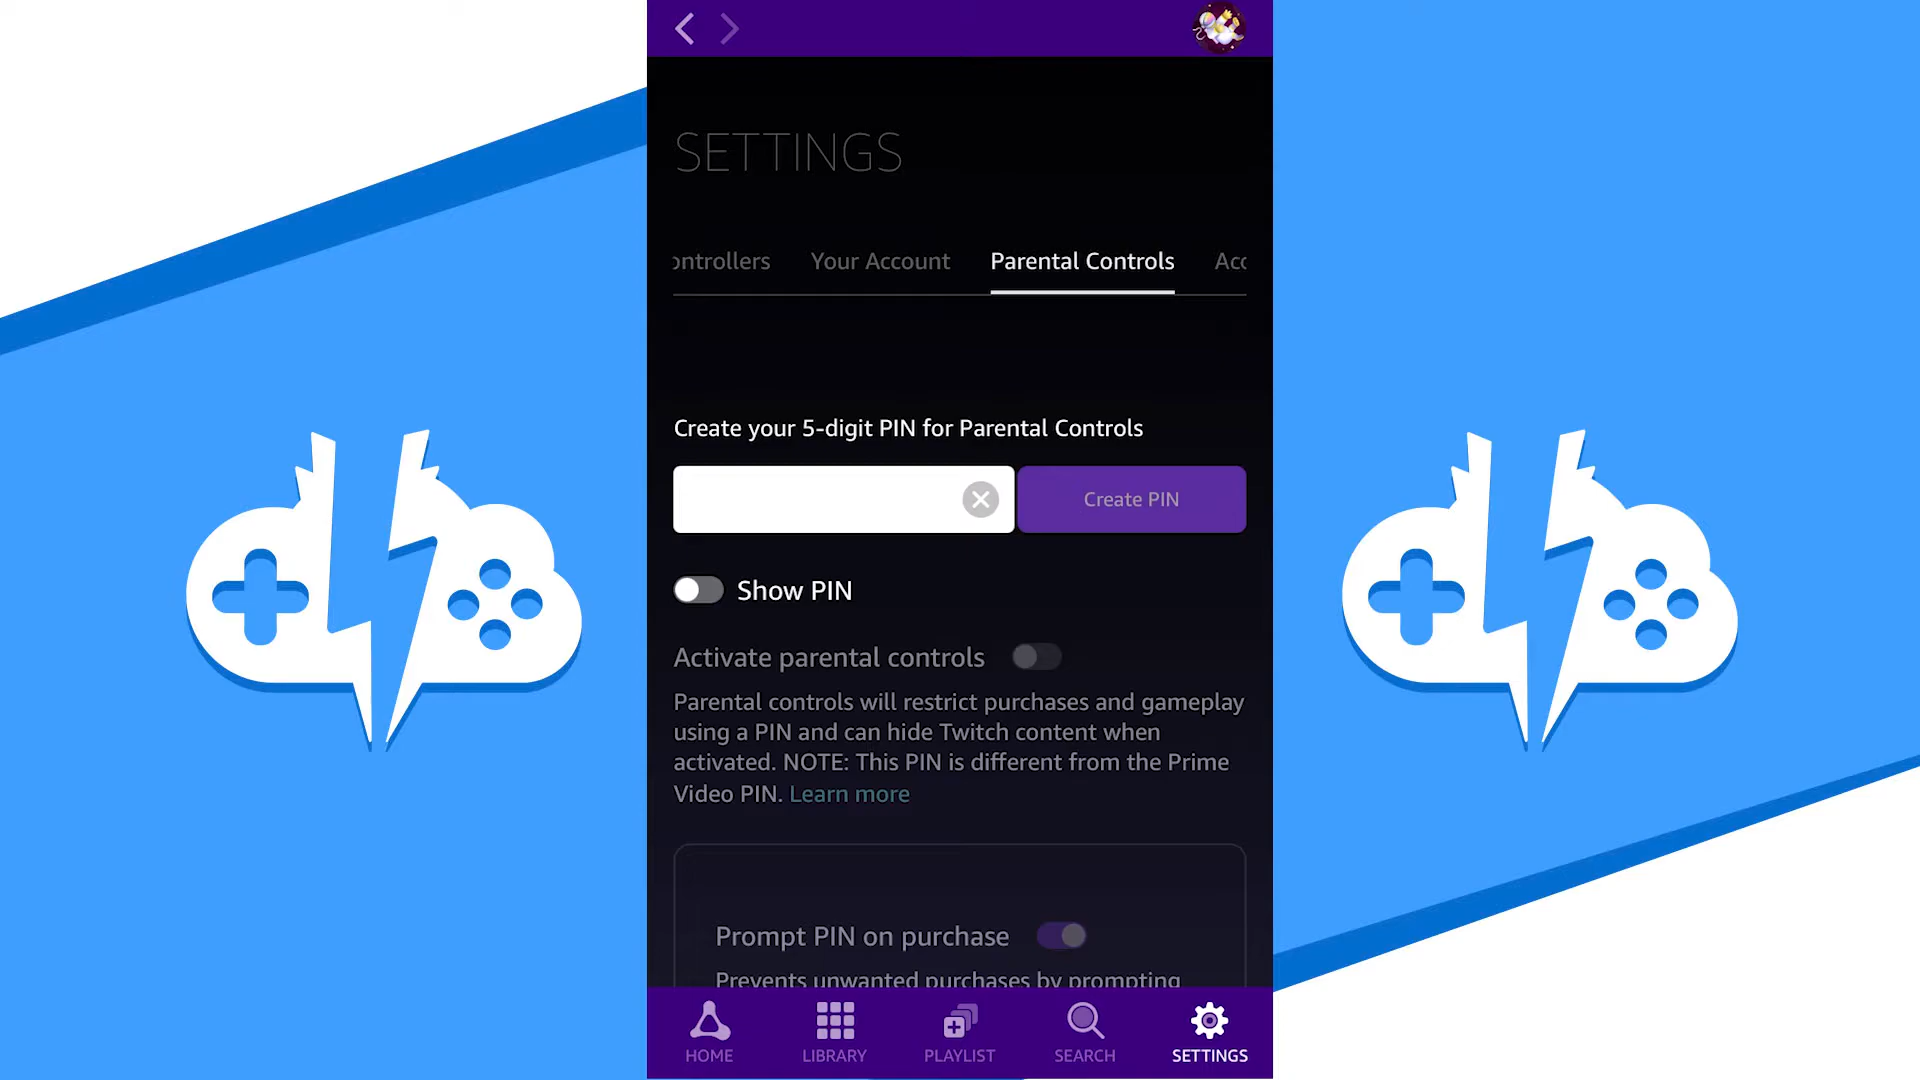 SETTINGS
ontrollers Your Account Parental Controls Acc
Create your 5-digit PIN for Parental Controls
Create PIN
Show PIN
Activate parental controls
Parental controls will restrict purchases and gameplay
using a PIN and can hide Twitch content when
activated. NOTE: This PIN is different from the Prime
Video PIN. Learn more
Prompt PIN on purchase
Prevents unwanted purchases by prompting
HOME LIBRARY PLAYLIST SEARCH SETTINGS